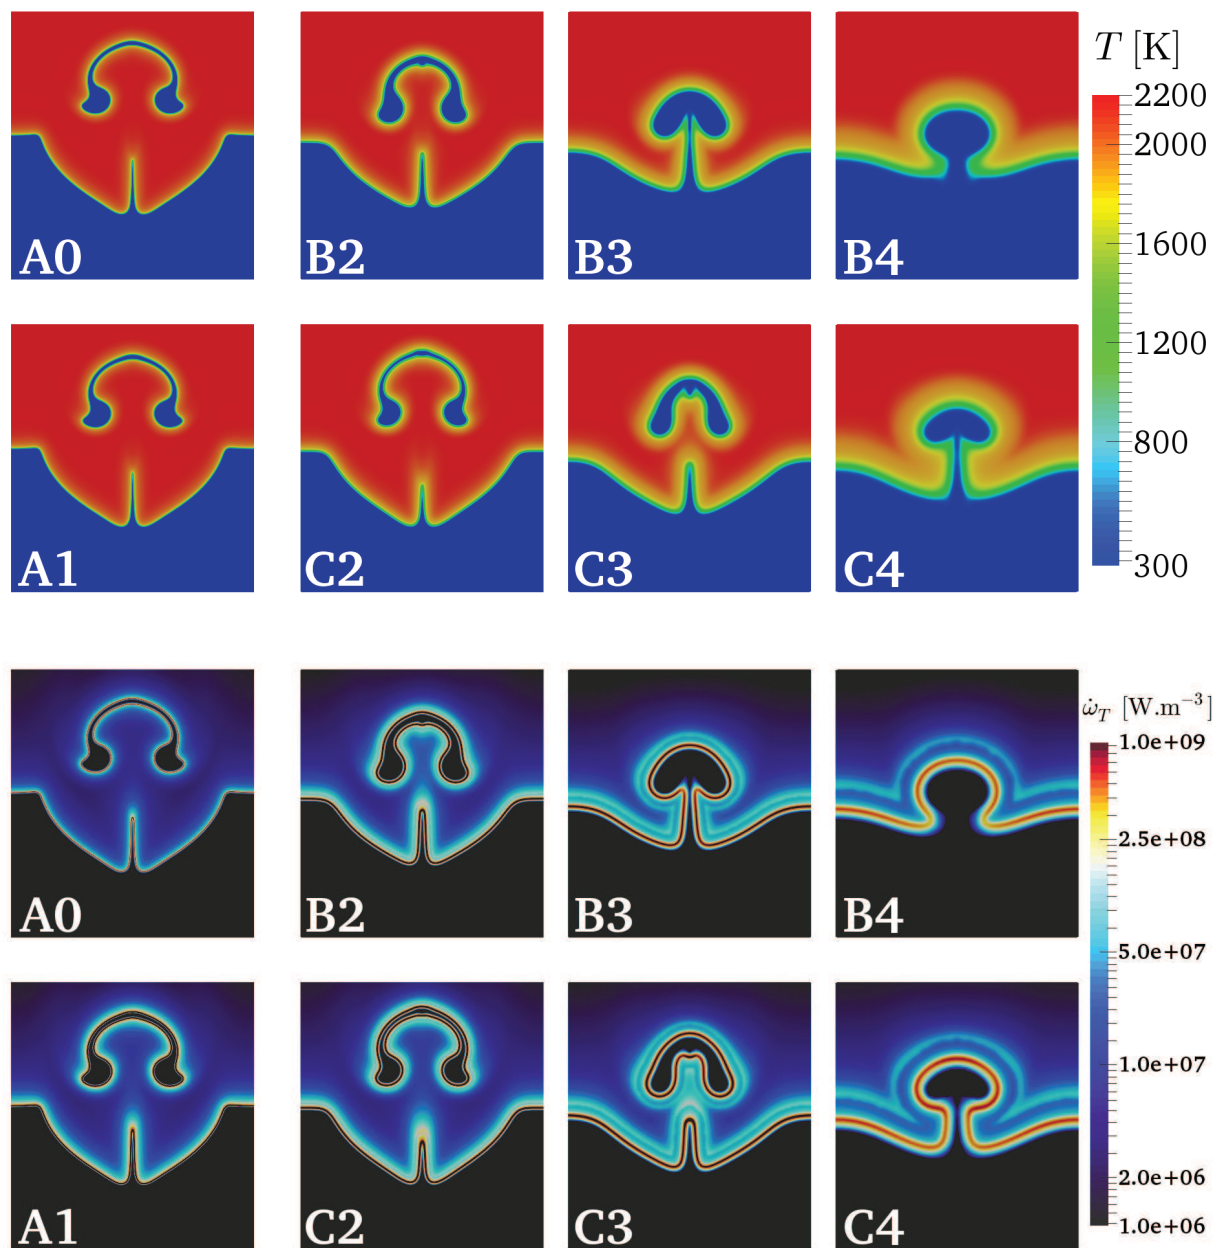 T [K]
2200
2000
1600
1200
800
300
A0 B2 B3 B4
A1 C2 C3 C4
ω̇_T [W.m⁻³]
1.0e+09
2.5e+08
5.0e+07
1.0e+07
2.0e+06
1.0e+06
A0 B2 B3 B4
A1 C2 C3 C4